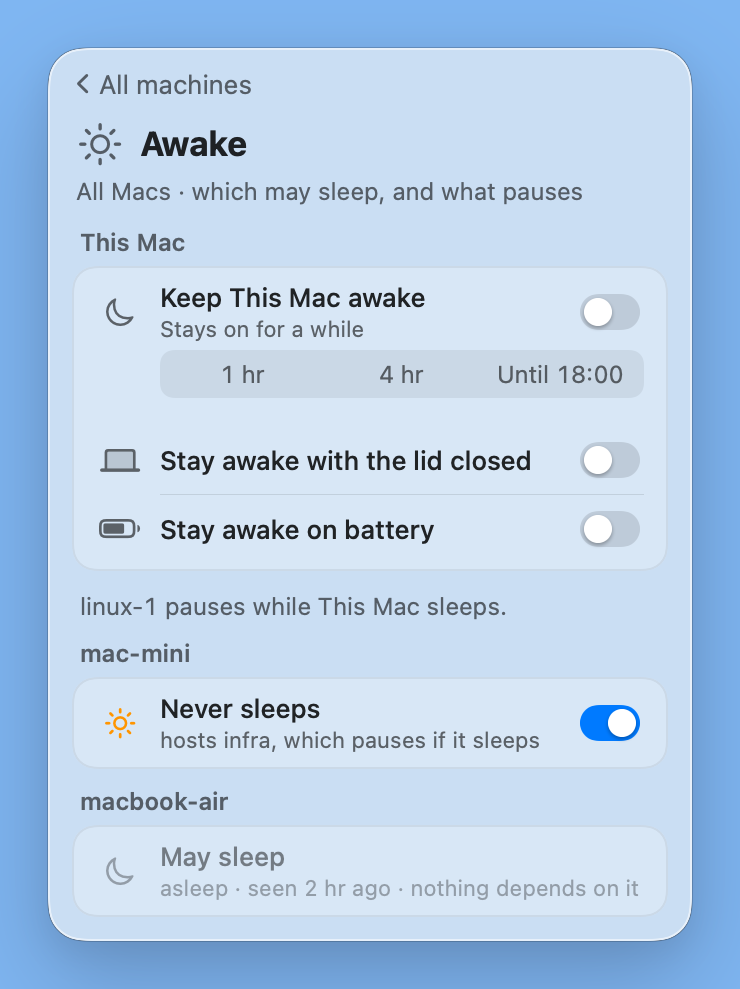 All machines
Awake
All Macs · which may sleep, and what pauses
This Mac
Keep This Mac awake
Stays on for a while
1 hr 4 hr Until 18:00
Stay awake with the lid closed
Stay awake on battery
linux-1 pauses while This Mac sleeps.
mac-mini
Never sleeps
hosts infra, which pauses if it sleeps
macbook-air
May sleep
asleep · seen 2 hr ago · nothing depends on it